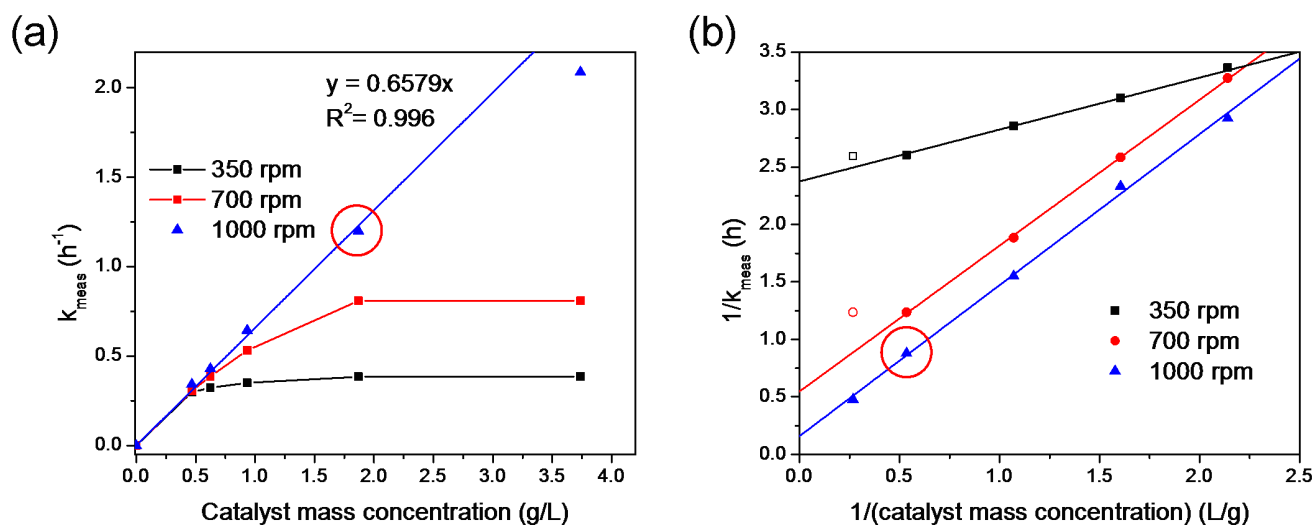 (a)
y = 0.6579x
R²= 0.996
350 rpm
700 rpm
1000 rpm
2.0
1.5
1.0
0.5
0.0
k_meas (h⁻¹)
0.0 0.5 1.0 1.5 2.0 2.5 3.0 3.5 4.0
Catalyst mass concentration (g/L)
(b)
3.5
3.0
2.5
2.0
1.5
1.0
0.5
0.0
1/k_meas (h)
350 rpm
700 rpm
1000 rpm
0.0 0.5 1.0 1.5 2.0 2.5
1/(catalyst mass concentration) (L/g)